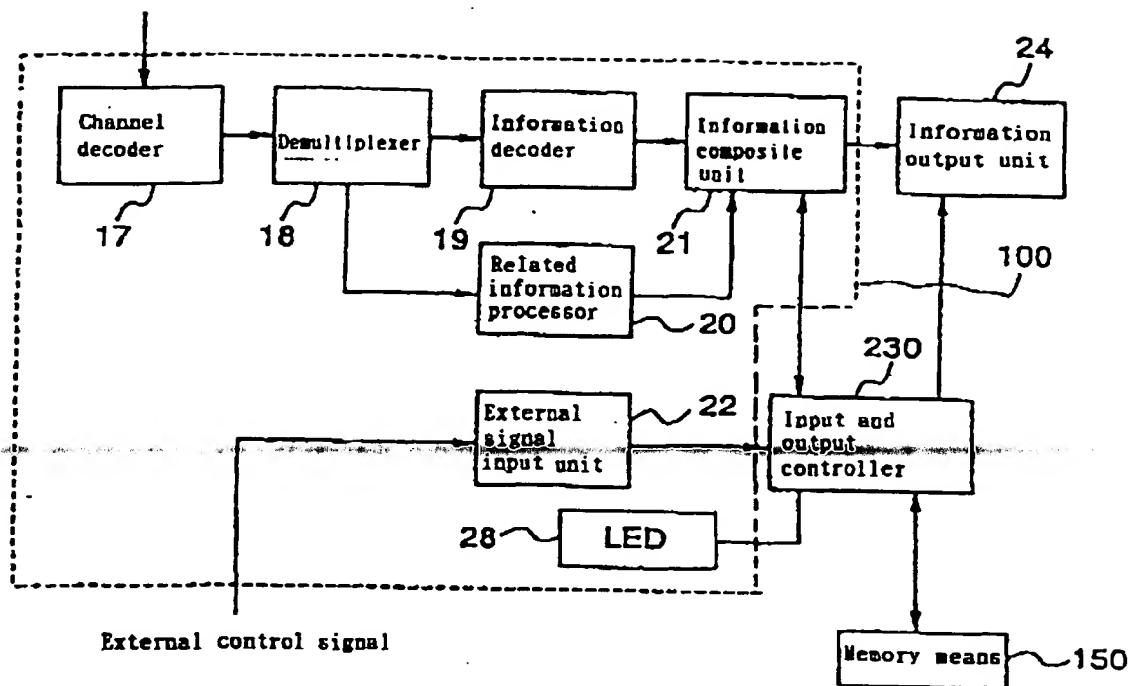 24
Channel
decoder
Demultiplexer
Information
decoder
Information
composite
unit
Information
output unit
17
18
19
21
100
Related
information
processor
20
230
External
signal
input unit
22
Input and
output
controller
28
LED
External control signal
Memory means
150